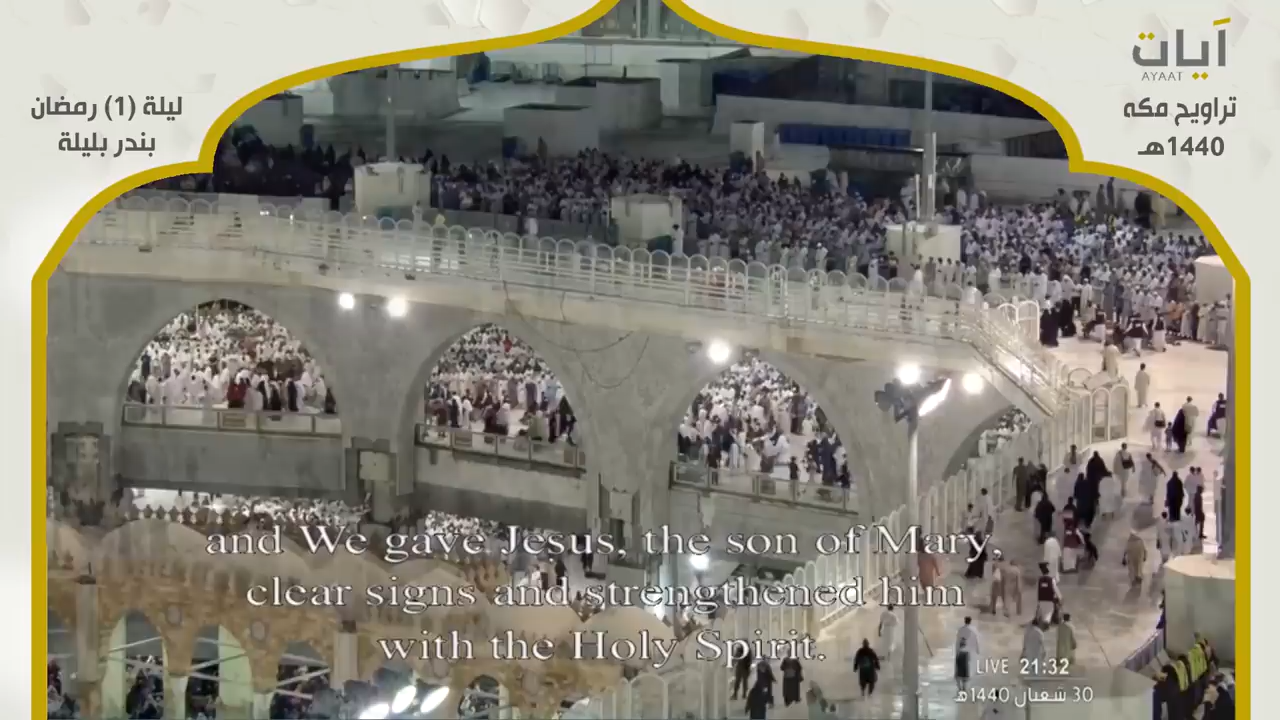 اَيات
AYAAT
تراويح مكه
1440هـ
ليلة (1) رمضان
بندر بليلة
and We gave Jesus, the son of Mary,
clear signs and strengthened him
with the Holy Spirit.
LIVE 21:32
30 شعبان 1440هـ